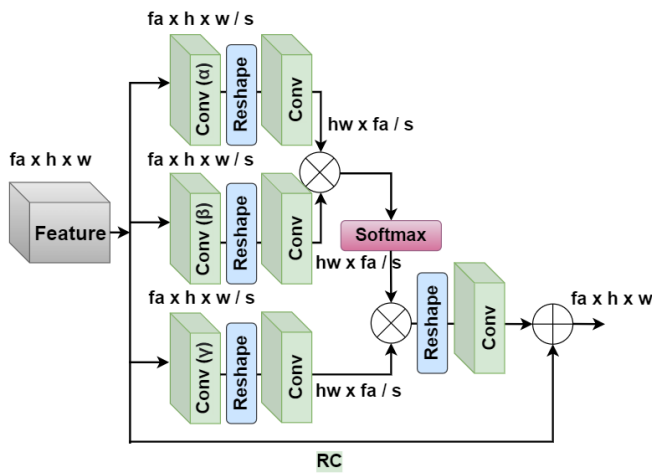 fa x h x w / s
Conv (α)
Reshape
Conv
hw x fa / s
fa x h x w
Feature
fa x h x w / s
Conv (β)
Reshape
Conv
hw x fa / s
Softmax
fa x h x w / s
Conv (γ)
Reshape
Conv
hw x fa / s
Reshape
Conv
fa x h x w
RC